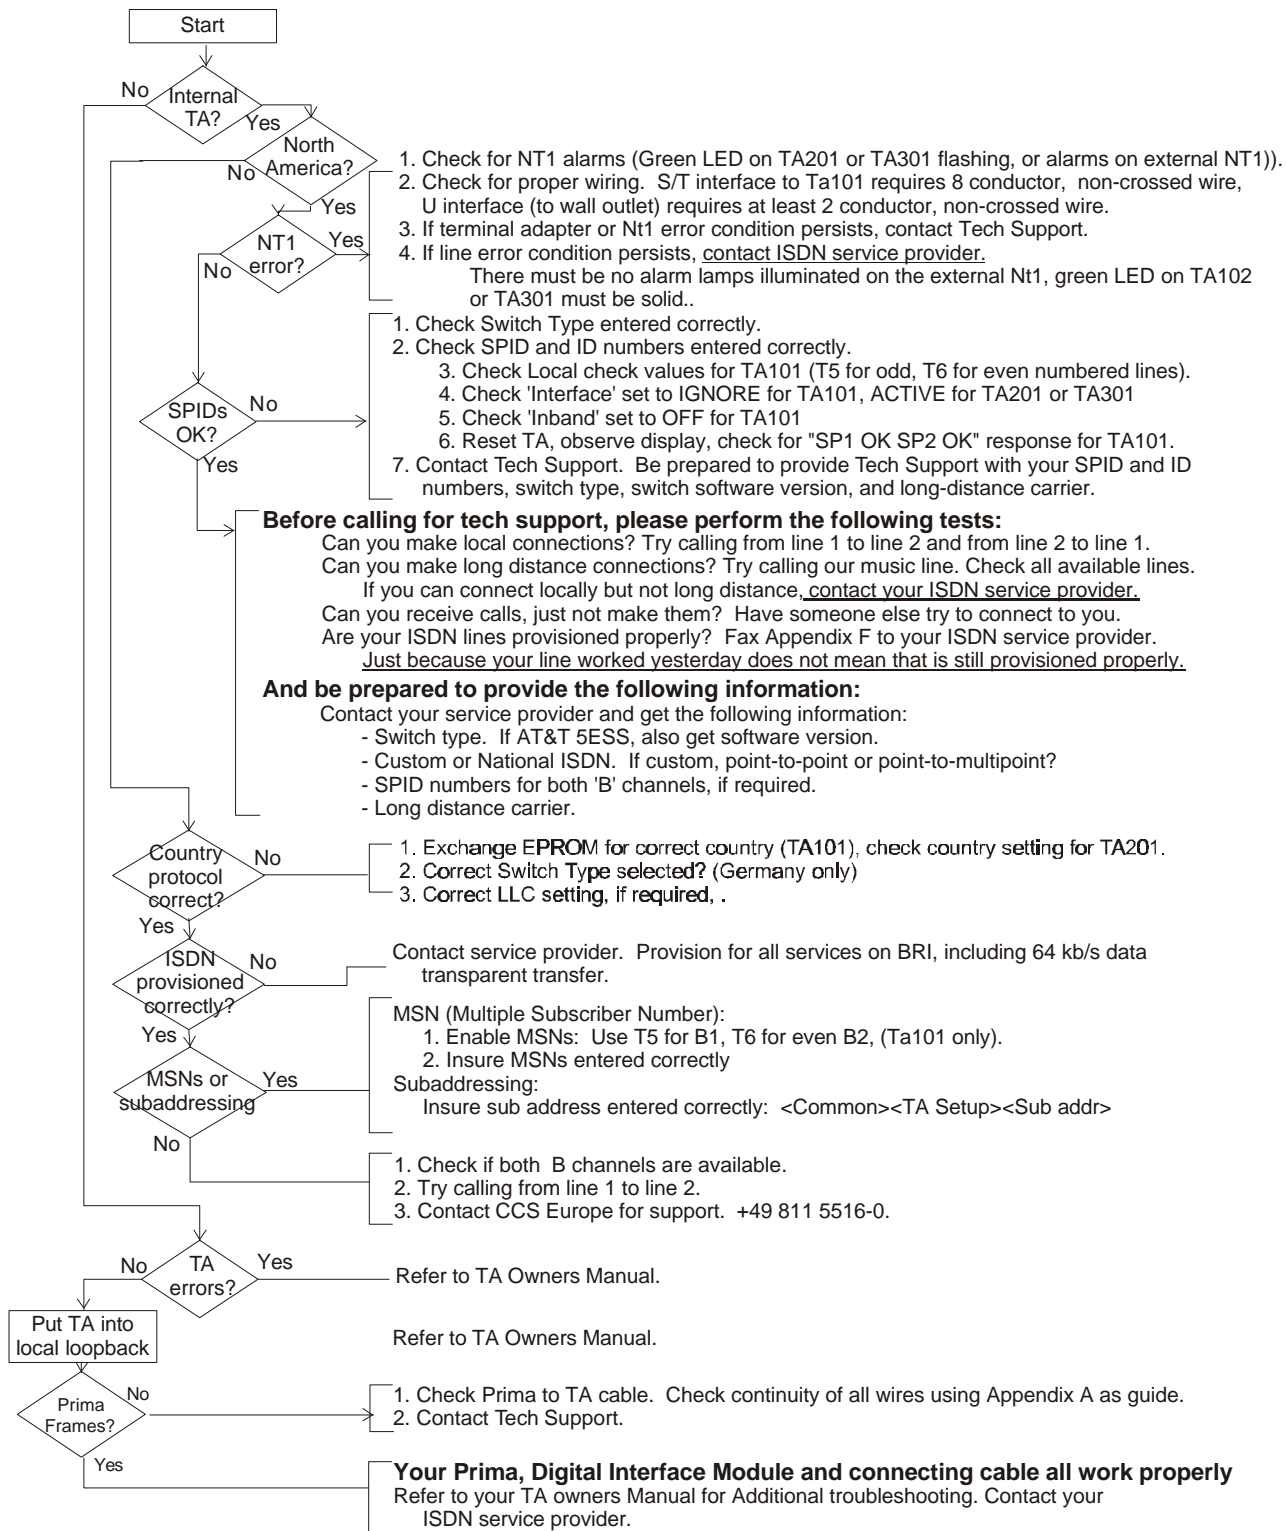 Start
No
Internal
TA?
Yes
North
America?
No
Yes
1. Check for NT1 alarms (Green LED on TA201 or TA301 flashing, or alarms on external NT1)).
2. Check for proper wiring. S/T interface to Ta101 requires 8 conductor, non-crossed wire,
U interface (to wall outlet) requires at least 2 conductor, non-crossed wire.
3. If terminal adapter or Nt1 error condition persists, contact Tech Support.
4. If line error condition persists, contact ISDN service provider.
There must be no alarm lamps illuminated on the external Nt1, green LED on TA102
or TA301 must be solid..
NT1
error?
Yes
No
1. Check Switch Type entered correctly.
2. Check SPID and ID numbers entered correctly.
3. Check Local check values for TA101 (T5 for odd, T6 for even numbered lines).
4. Check 'Interface' set to IGNORE for TA101, ACTIVE for TA201 or TA301
5. Check 'Inband' set to OFF for TA101
6. Reset TA, observe display, check for "SP1 OK SP2 OK" response for TA101.
7. Contact Tech Support. Be prepared to provide Tech Support with your SPID and ID
numbers, switch type, switch software version, and long-distance carrier.
SPIDs
OK?
No
Yes
Before calling for tech support, please perform the following tests:
Can you make local connections? Try calling from line 1 to line 2 and from line 2 to line 1.
Can you make long distance connections? Try calling our music line. Check all available lines.
If you can connect locally but not long distance, contact your ISDN service provider.
Can you receive calls, just not make them? Have someone else try to connect to you.
Are your ISDN lines provisioned properly? Fax Appendix F to your ISDN service provider.
Just because your line worked yesterday does not mean that is still provisioned properly.
And be prepared to provide the following information:
Contact your service provider and get the following information:
- Switch type. If AT&T 5ESS, also get software version.
- Custom or National ISDN. If custom, point-to-point or point-to-multipoint?
- SPID numbers for both 'B' channels, if required.
- Long distance carrier.
Country
protocol
correct?
No
Yes
1. Exchange EPROM for correct country (TA101), check country setting for TA201.
2. Correct Switch Type selected? (Germany only)
3. Correct LLC setting, if required, .
ISDN
provisioned
correctly?
No
Yes
Contact service provider. Provision for all services on BRI, including 64 kb/s data
transparent transfer.
MSN (Multiple Subscriber Number):
1. Enable MSNs: Use T5 for B1, T6 for even B2, (Ta101 only).
2. Insure MSNs entered correctly
Subaddressing:
Insure sub address entered correctly: <Common><TA Setup><Sub addr>
MSNs or
subaddressing
Yes
No
1. Check if both B channels are available.
2. Try calling from line 1 to line 2.
3. Contact CCS Europe for support. +49 811 5516-0.
No
TA
errors?
Yes
Refer to TA Owners Manual.
Put TA into
local loopback
Refer to TA Owners Manual.
Prima
Frames?
No
Yes
1. Check Prima to TA cable. Check continuity of all wires using Appendix A as guide.
2. Contact Tech Support.
Your Prima, Digital Interface Module and connecting cable all work properly
Refer to your TA owners Manual for Additional troubleshooting. Contact your
ISDN service provider.